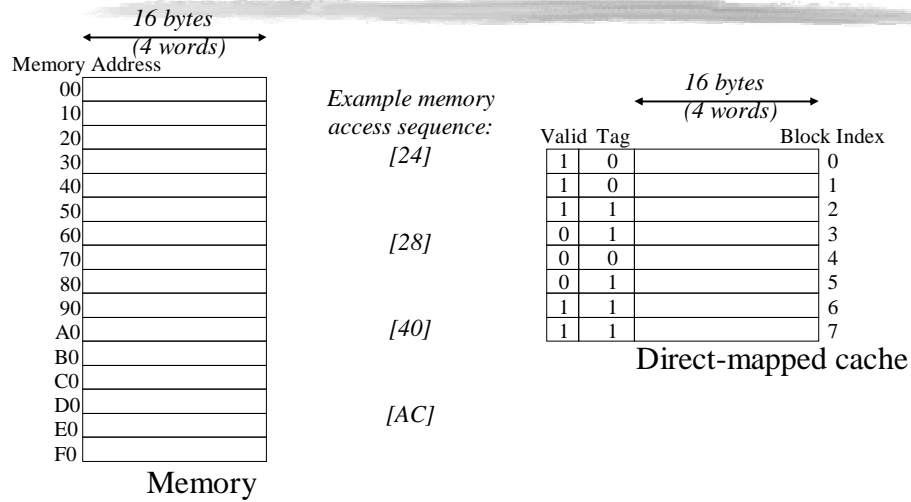 16 bytes
(4 words)
Memory Address
00
10
20
30
40
50
60
70
80
90
A0
B0
C0
D0
E0
F0
Memory
Example memory
access sequence:
[24]
[28]
[40]
[AC]
16 bytes
(4 words)
Valid Tag Block Index
1 0 0
1 0 1
1 1 2
0 1 3
0 0 4
0 1 5
1 1 6
1 1 7
Direct-mapped cache